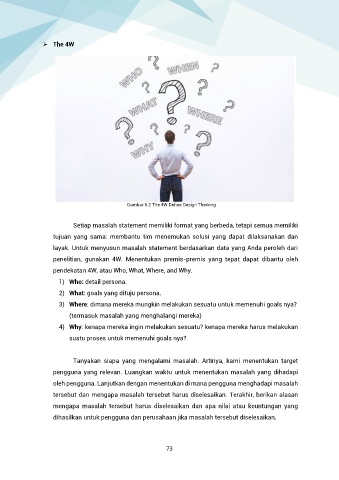 ➢ The 4W
WHO
WHEN
?
?
?
?
WHAT
WHERE
?
?
?
?
WHY
Gambar 6.2 The 4W Define Design Thinking
Setiap masalah statement memiliki format yang berbeda, tetapi semua memiliki
tujuan yang sama: membantu tim menemukan solusi yang dapat dilaksanakan dan
layak. Untuk menyusun masalah statement berdasarkan data yang Anda peroleh dari
penelitian, gunakan 4W. Menentukan premis-premis yang tepat dapat dibantu oleh
pendekatan 4W, atau Who, What, Where, and Why.
1) Who: detail persona.
2) What: goals yang dituju persona.
3) Where: dimana mereka mungkin melakukan sesuatu untuk memenuhi goals nya?
(termasuk masalah yang menghalangi mereka)
4) Why: kenapa mereka ingin melakukan sesuatu? kenapa mereka harus melakukan
suatu proses untuk memenuhi goals nya?
Tanyakan siapa yang mengalami masalah. Artinya, kami menentukan target
pengguna yang relevan. Luangkan waktu untuk menentukan masalah yang dihadapi
oleh pengguna. Lanjutkan dengan menentukan di mana pengguna menghadapi masalah
tersebut dan mengapa masalah tersebut harus diselesaikan. Terakhir, berikan alasan
mengapa masalah tersebut harus diselesaikan dan apa nilai atau keuntungan yang
dihasilkan untuk pengguna dan perusahaan jika masalah tersebut diselesaikan.
73